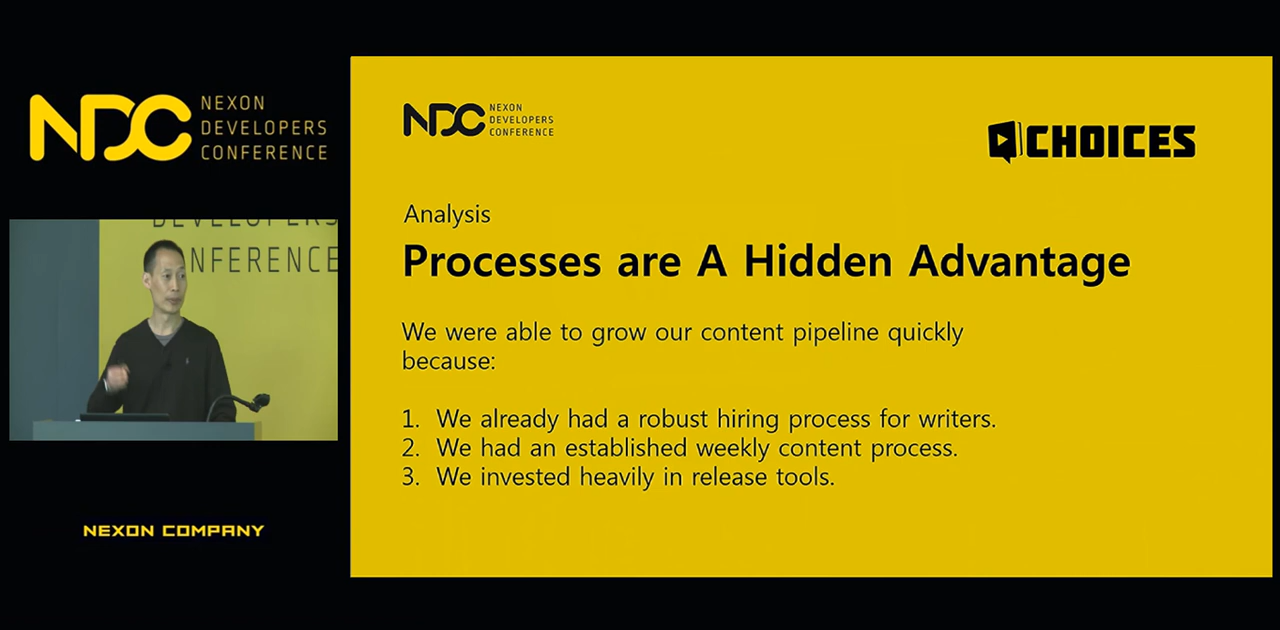 NDC NEXON
DEVELOPERS
CONFERENCE
DEVELOPERS
ONFERENCE
NEXON COMPANY
NDC NEXON
DEVELOPERS
CONFERENCE
CHOICES
Analysis
Processes are A Hidden Advantage
We were able to grow our content pipeline quickly
because:
1. We already had a robust hiring process for writers.
2. We had an established weekly content process.
3. We invested heavily in release tools.